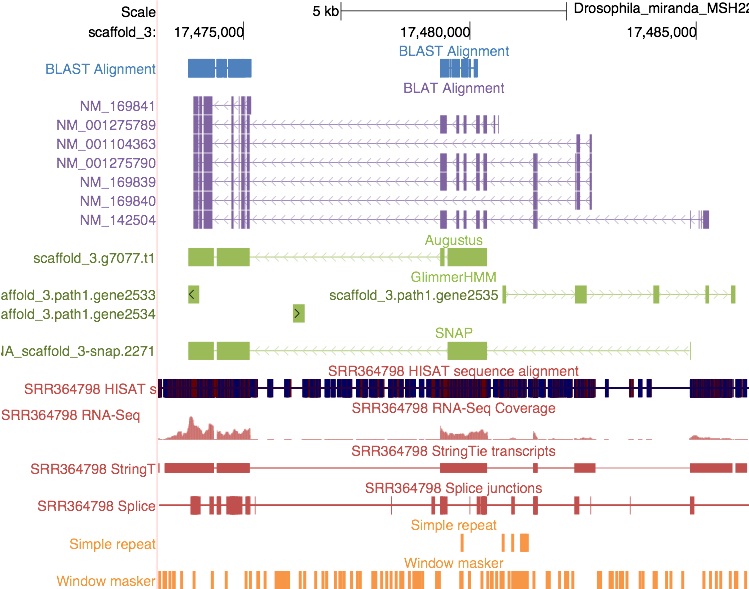 Scale 5 kb Drosophila_miranda_MSH22
scaffold_3: 17,475,000 17,480,000 17,485,000
BLAST Alignment
BLAST Alignment
BLAT Alignment
NM_169841
NM_001275789
NM_001104363
NM_001275790
NM_169839
NM_169840
NM_142504
Augustus
scaffold_3.g7077.t1
GlimmerHMM
affold_3.path1.gene2533 scaffold_3.path1.gene2535
affold_3.path1.gene2534
SNAP
IA_scaffold_3-snap.2271
SRR364798 HISAT sequence alignment
SRR364798 HISAT s
SRR364798 RNA-Seq Coverage
SRR364798 RNA-Seq
SRR364798 StringTie transcripts
SRR364798 StringT
SRR364798 Splice junctions
SRR364798 Splice
Simple repeat
Simple repeat
Window masker
Window masker